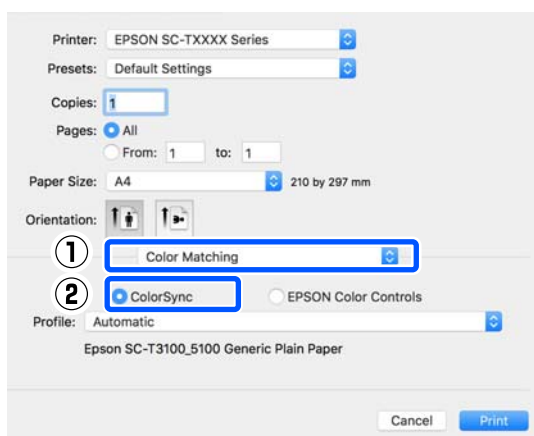 Printer: EPSON SC-TXXXX Series
Presets: Default Settings
Copies: 1
Pages: All
From: 1 to: 1
Paper Size: A4 210 by 297 mm
Orientation:
① Color Matching
② ColorSync EPSON Color Controls
Profile: Automatic
Epson SC-T3100_5100 Generic Plain Paper
Cancel Print